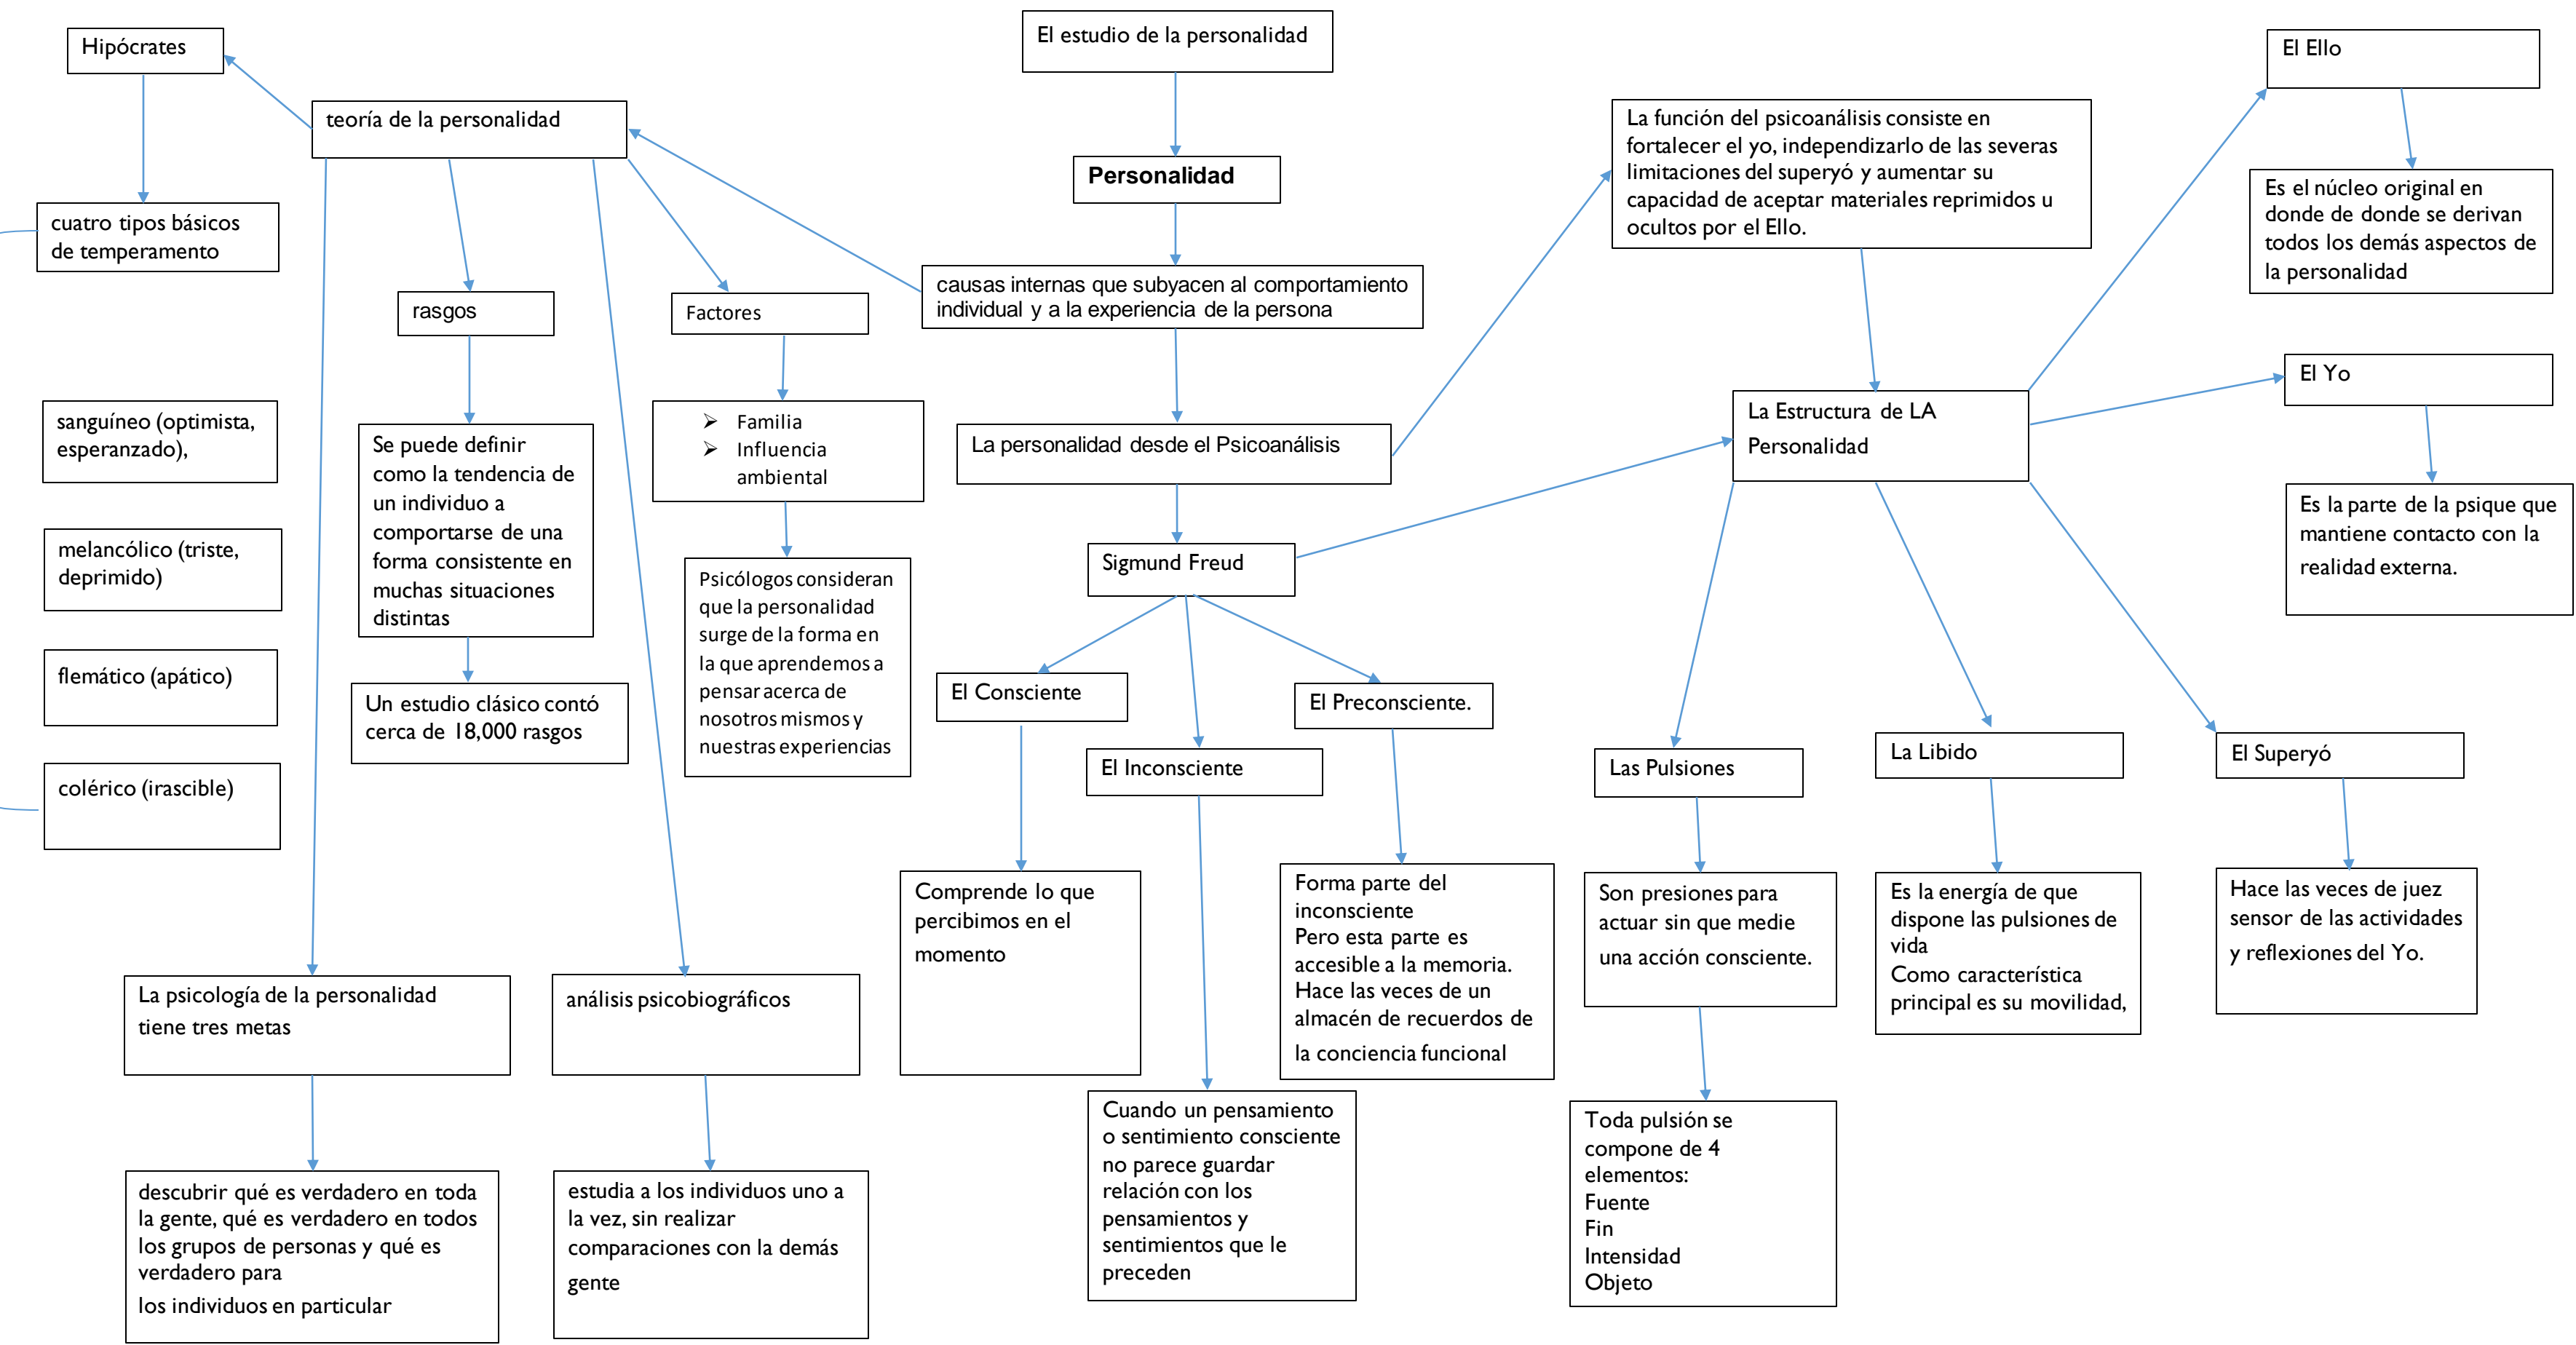 El estudio de la personalidad
Personalidad
causas internas que subyacen al comportamiento
individual y a la experiencia de la persona
teoría de la personalidad
Hipócrates
cuatro tipos básicos
de temperamento
sanguíneo (optimista,
esperanzado),
melancólico (triste,
deprimido)
flemático (apático)
colérico (irascible)
rasgos
Se puede definir
como la tendencia de
un individuo a
comportarse de una
forma consistente en
muchas situaciones
distintas
Un estudio clásico contó
cerca de 18,000 rasgos
Factores
➢ Familia
➢ Influencia
ambiental
Psicólogos consideran
que la personalidad
surge de la forma en
la que aprendemos a
pensar acerca de
nosotros mismos y
nuestras experiencias
La psicología de la personalidad
tiene tres metas
descubrir qué es verdadero en toda
la gente, qué es verdadero en todos
los grupos de personas y qué es
verdadero para
los individuos en particular
análisis psicobiográficos
estudia a los individuos uno a
la vez, sin realizar
comparaciones con la demás
gente
La personalidad desde el Psicoanálisis
Sigmund Freud
El Consciente
Comprende lo que
percibimos en el
momento
El Inconsciente
Cuando un pensamiento
o sentimiento consciente
no parece guardar
relación con los
pensamientos y
sentimientos que le
preceden
El Preconsciente.
Forma parte del
inconsciente
Pero esta parte es
accesible a la memoria.
Hace las veces de un
almacén de recuerdos de
la conciencia funcional
La función del psicoanálisis consiste en
fortalecer el yo, independizarlo de las severas
limitaciones del superyó y aumentar su
capacidad de aceptar materiales reprimidos u
ocultos por el Ello.
La Estructura de LA
Personalidad
El Ello
Es el núcleo original en
donde de donde se derivan
todos los demás aspectos de
la personalidad
El Yo
Es la parte de la psique que
mantiene contacto con la
realidad externa.
El Superyó
Hace las veces de juez
sensor de las actividades
y reflexiones del Yo.
La Libido
Es la energía de que
dispone las pulsiones de
vida
Como característica
principal es su movilidad,
Las Pulsiones
Son presiones para
actuar sin que medie
una acción consciente.
Toda pulsión se
compone de 4
elementos:
Fuente
Fin
Intensidad
Objeto